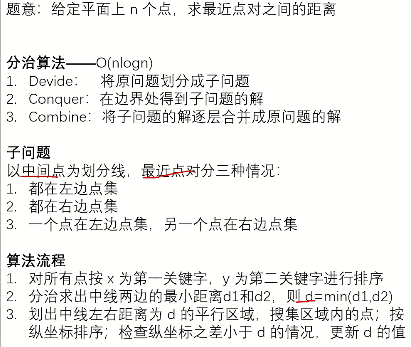 题意：给定平面上 n 个点，求最近点对之间的距离
分治算法——O(nlogn)
1. Devide： 将原问题划分成子问题
2. Conquer：在边界处得到子问题的解
3. Combine：将子问题的解逐层合并成原问题的解
子问题
以中间点为划分线，最近点对分三种情况：
1. 都在左边点集
2. 都在右边点集
3. 一个点在左边点集，另一个点在右边点集
算法流程
1. 对所有点按 x 为第一关键字，y 为第二关键字进行排序
2. 分治求出中线两边的最小距离d1和d2，则 d=min(d1,d2)
3. 划出中线左右距离为 d 的平行区域，搜集区域内的点；按
纵坐标排序；检查纵坐标之差小于 d 的情况，更新 d 的值